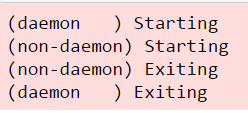 (daemon    ) Starting
(non-daemon) Starting
(non-daemon) Exiting
(daemon    ) Exiting